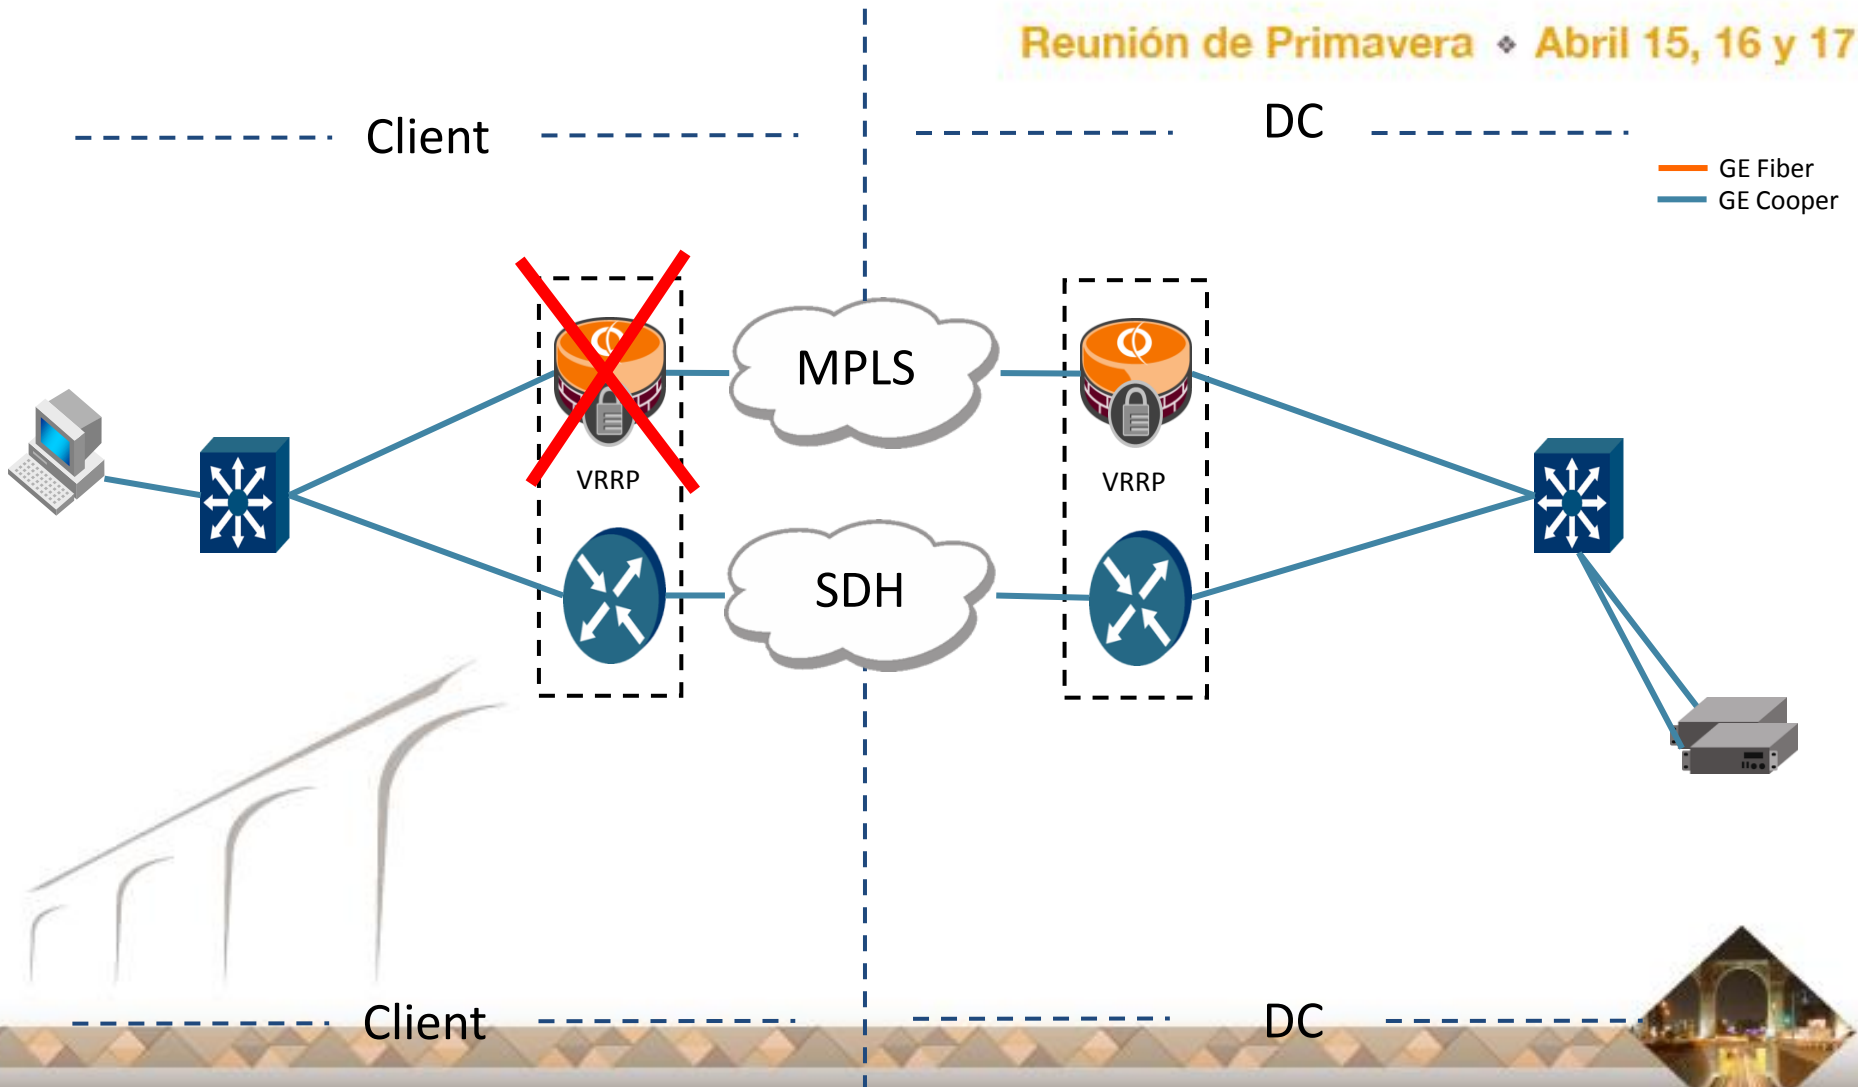 Reunión de Primavera ❖ Abril 15, 16 y 17
Client
DC
GE Fiber
GE Cooper
MPLS
VRRP
VRRP
SDH
Client
DC